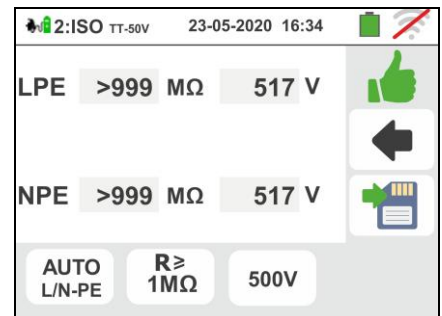 2:ISO TT-50V 23-05-2020 16:34
LPE >999 MΩ 517 V
NPE >999 MΩ 517 V
AUTO L/N-PE
R≥ 1MΩ
500V